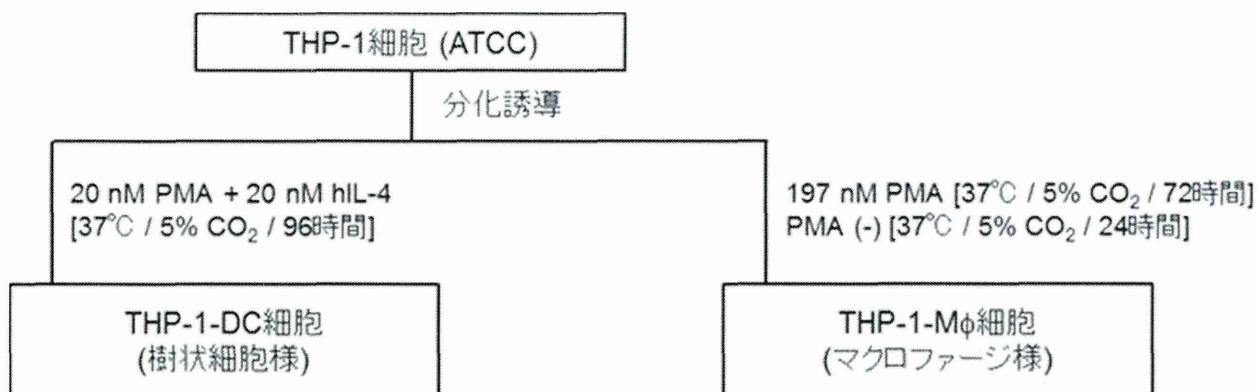 THP-1細胞 (ATCC)
分化誘導
20 nM PMA + 20 nM hIL-4
[37℃ / 5% CO₂ / 96時間]
197 nM PMA [37℃ / 5% CO₂ / 72時間]
PMA (-) [37℃ / 5% CO₂ / 24時間]
THP-1-DC細胞
(樹状細胞様)
THP-1-Mφ細胞
(マクロファージ様)